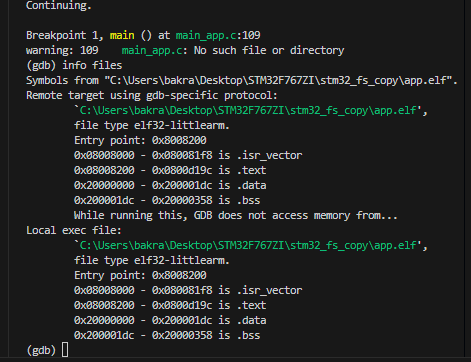 Continuing.
Breakpoint 1, main () at main_app.c:109
warning: 109    main_app.c: No such file or directory
(gdb) info files
Symbols from "C:\Users\bakra\Desktop\STM32F767ZI\stm32_fs_copy\app.elf".
Remote target using gdb-specific protocol:
        `C:\Users\bakra\Desktop\STM32F767ZI\stm32_fs_copy\app.elf',
        file type elf32-littlearm.
        Entry point: 0x8008200
        0x08008000 - 0x080081f8 is .isr_vector
        0x08008200 - 0x0800d19c is .text
        0x20000000 - 0x200001dc is .data
        0x200001dc - 0x20000358 is .bss
        While running this, GDB does not access memory from...
Local exec file:
        `C:\Users\bakra\Desktop\STM32F767ZI\stm32_fs_copy\app.elf',
        file type elf32-littlearm.
        Entry point: 0x8008200
        0x08008000 - 0x080081f8 is .isr_vector
        0x08008200 - 0x0800d19c is .text
        0x20000000 - 0x200001dc is .data
        0x200001dc - 0x20000358 is .bss
(gdb)